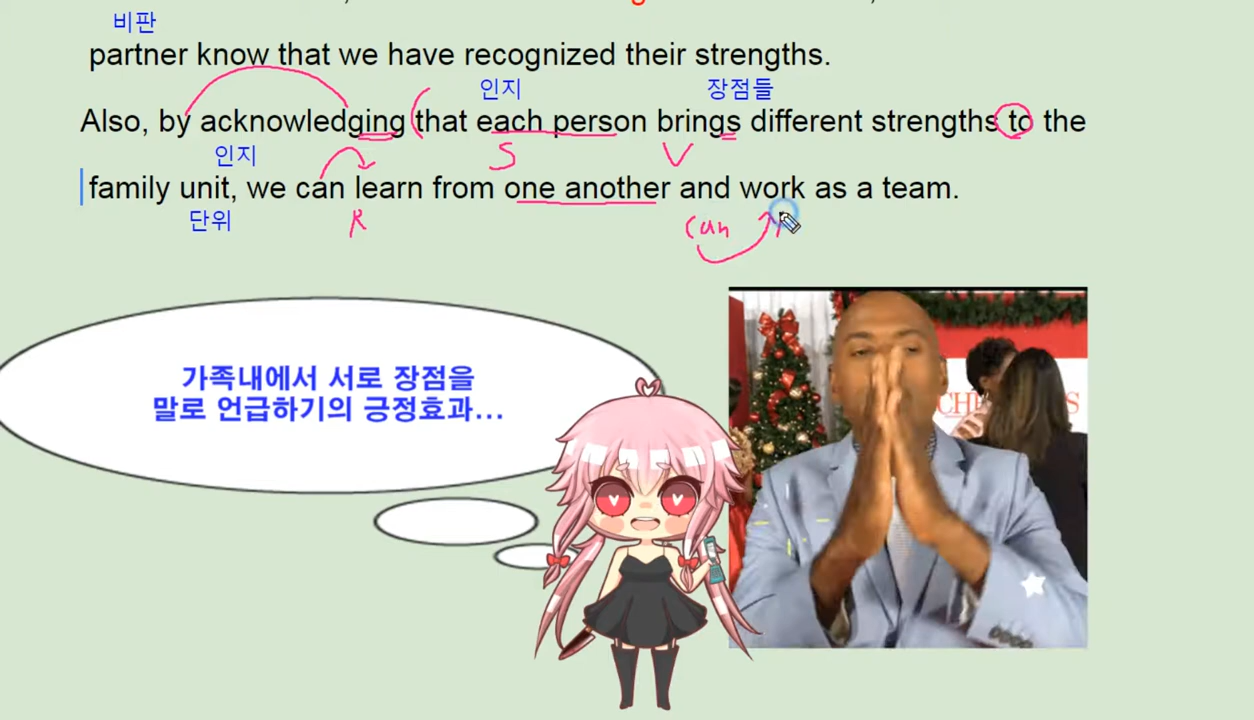 비판
partner know that we have recognized their strengths.
인지 장점들
Also, by acknowledging (that each person brings different strengths to the
인지 S V
family unit, we can learn from one another and work as a team.
단위 R can
가족내에서 서로 장점을
말로 언급하기의 긍정효과...